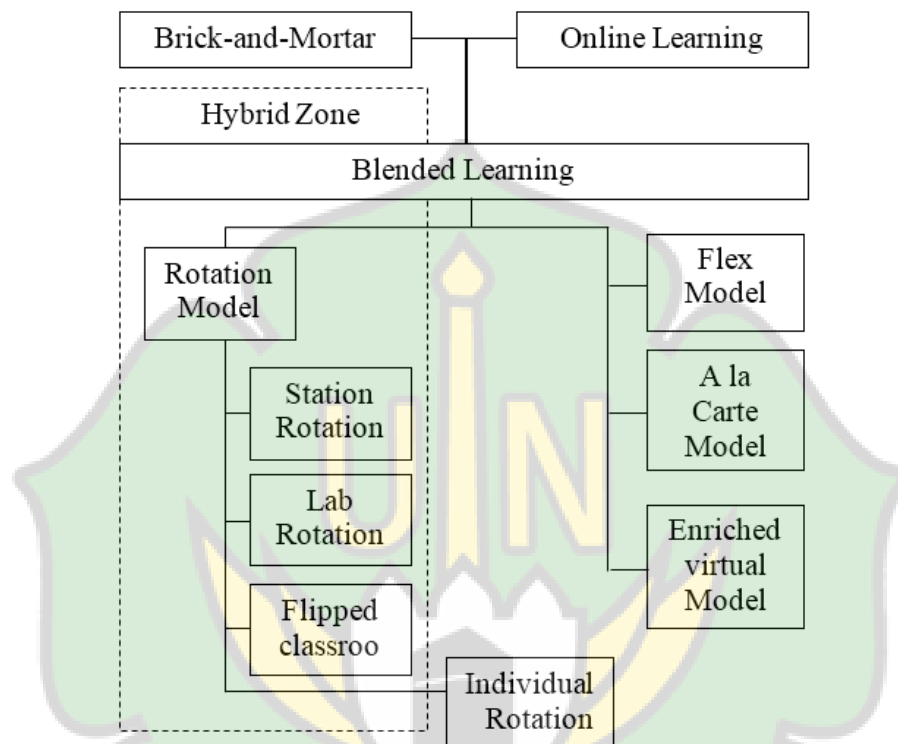 Brick-and-Mortar
Online Learning
Hybrid Zone
Blended Learning
Rotation
Model
Flex
Model
Station
Rotation
A la
Carte
Model
Lab
Rotation
Enriched
virtual
Model
Flipped
classroo
Individual
Rotation
UIN